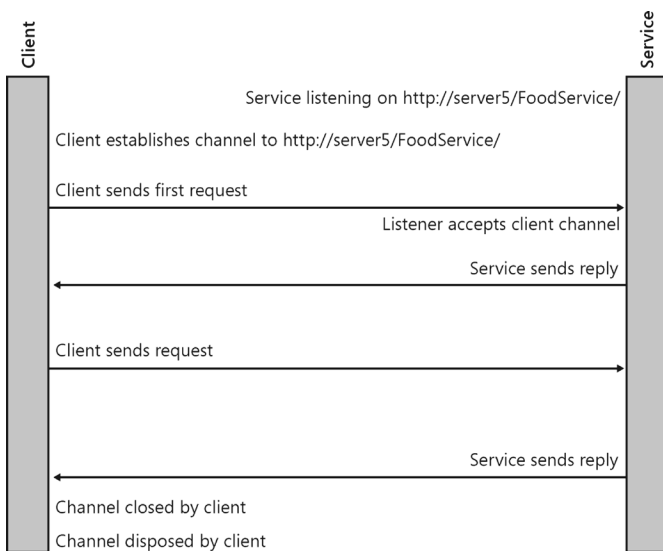 Client
Service
Service listening on http://server5/FoodService/
Client establishes channel to http://server5/FoodService/
Client sends first request
Listener accepts client channel
Service sends reply
Client sends request
Service sends reply
Channel closed by client
Channel disposed by client